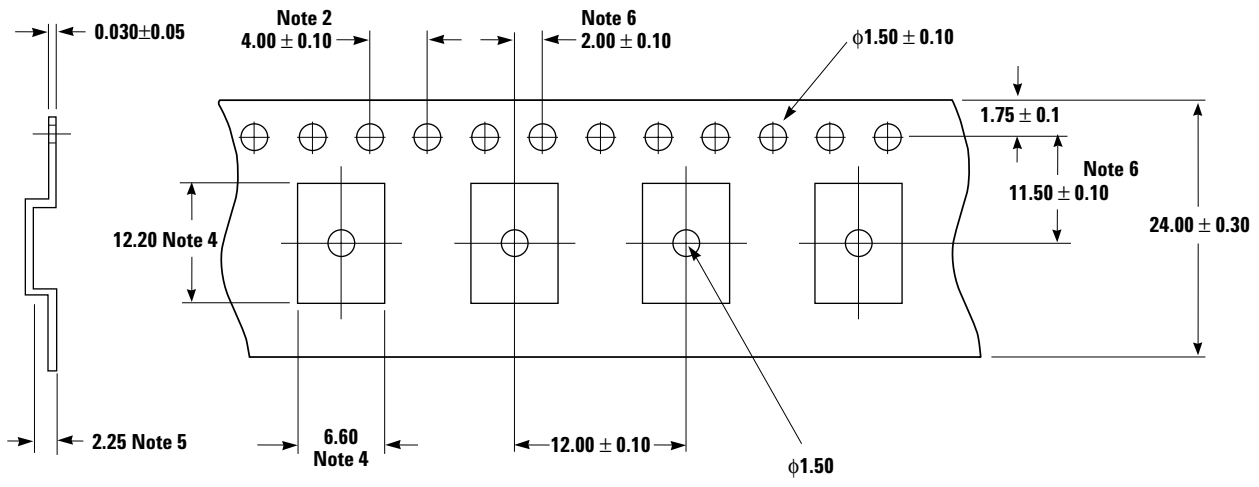 0.030±0.05
Note 2
4.00 ± 0.10
Note 6
2.00 ± 0.10
ϕ1.50 ± 0.10
1.75 ± 0.1
Note 6
11.50 ± 0.10
24.00 ± 0.30
12.20 Note 4
2.25 Note 5
6.60
Note 4
12.00 ± 0.10
ϕ1.50